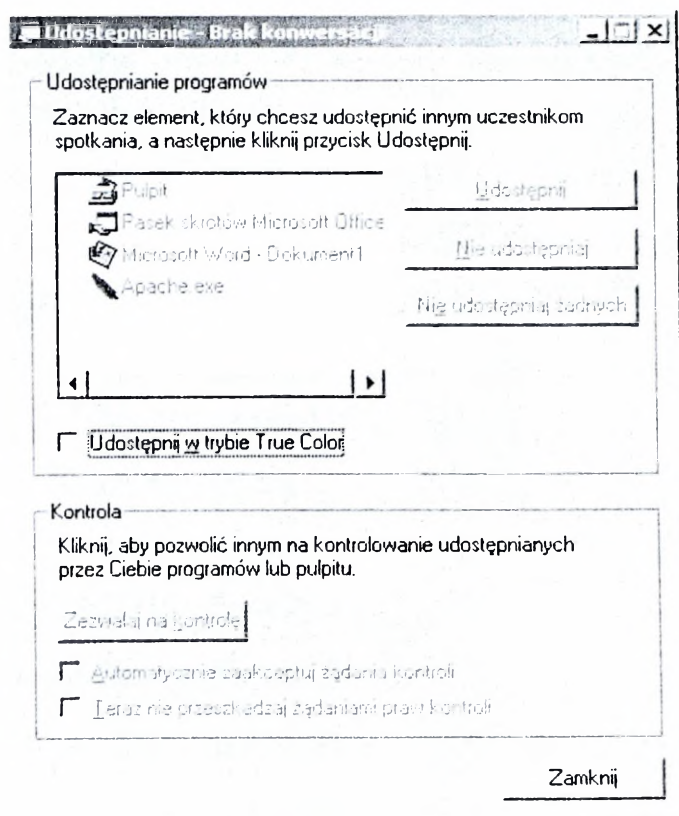 Udostępnianie - Brak konwersacji
Udostępnianie programów
Zaznacz element, który chcesz udostępnić innym uczestnikom
spotkania, a następnie kliknij przycisk Udostępnij.
Pulpit
Pasek skrótów Microsoft Office
Microsoft Word - Dokument1
Apache.exe
Udostępnij
Nie udostępniaj
Nie udostępniaj żadnych
Udostępnij w trybie True Color
Kontrola
Kliknij, aby pozwolić innym na kontrolowanie udostępnianych
przez Ciebie programów lub pulpitu.
Zezwalaj na kontrolę
Automatycznie zaakceptuj żądania kontroli
Teraz nie przeszkadzaj żądaniami praw kontroli
Zamknij